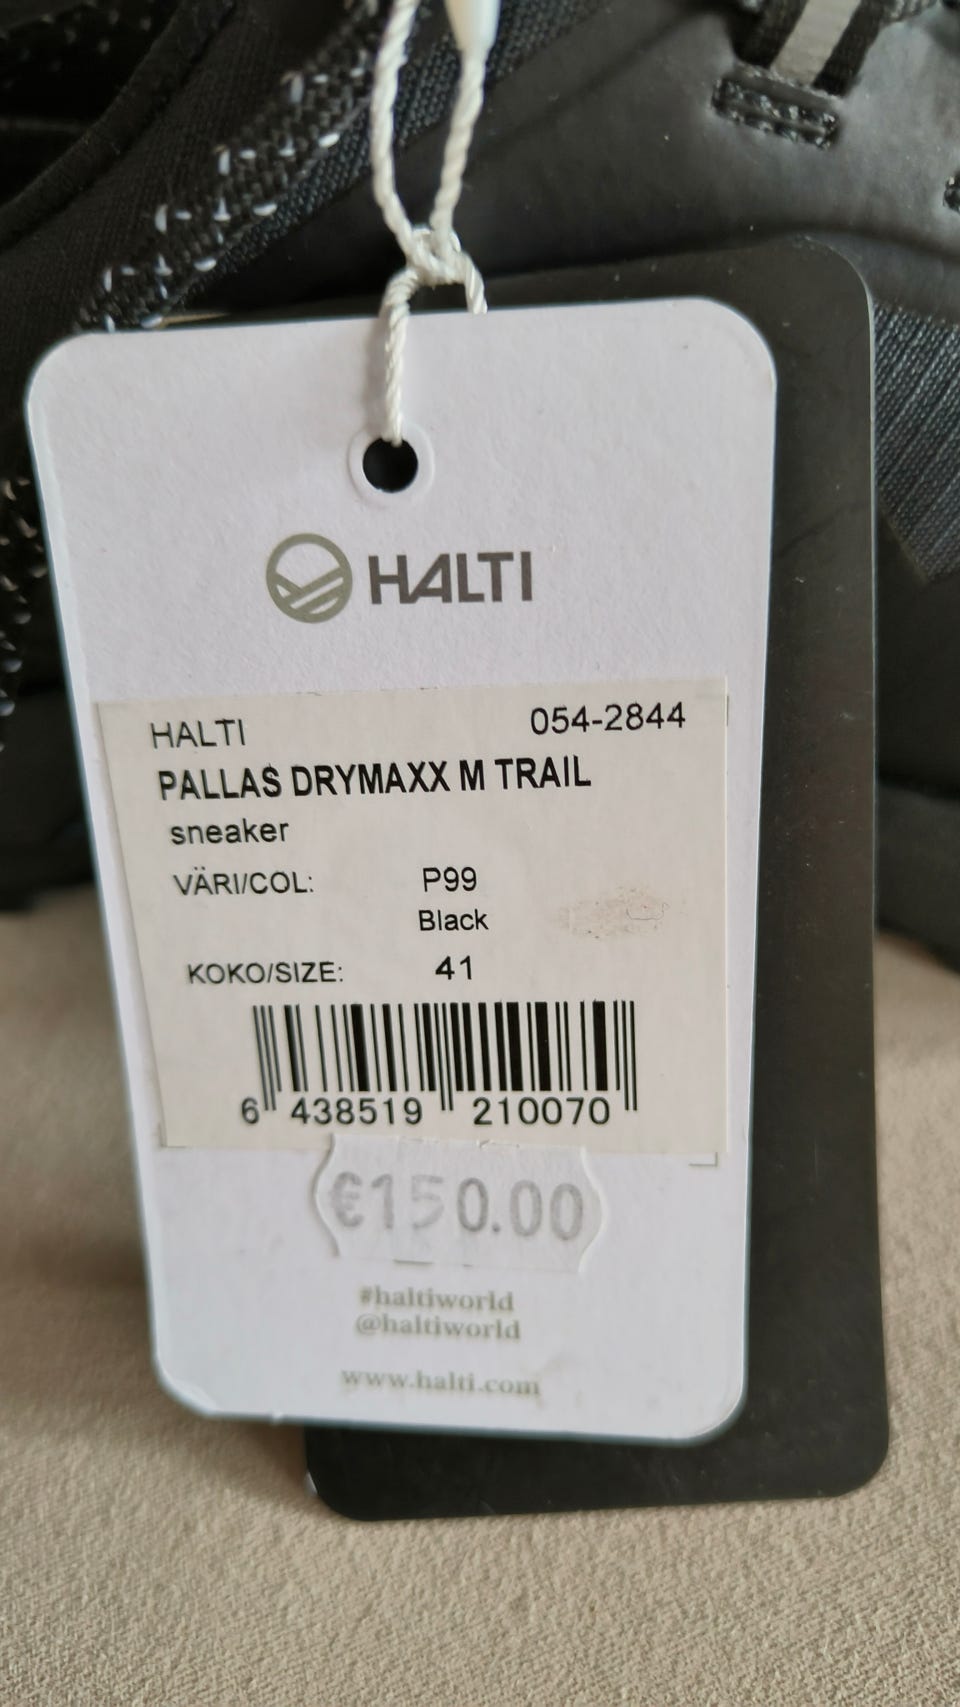 HALTI
HALTI 054-2844
PALLAS DRYMAXX M TRAIL
sneaker
VÄRI/COL: P99
Black
KOKO/SIZE: 41
6 438519 210070
€150.00
#haltiworld
@haltiworld
www.halti.com